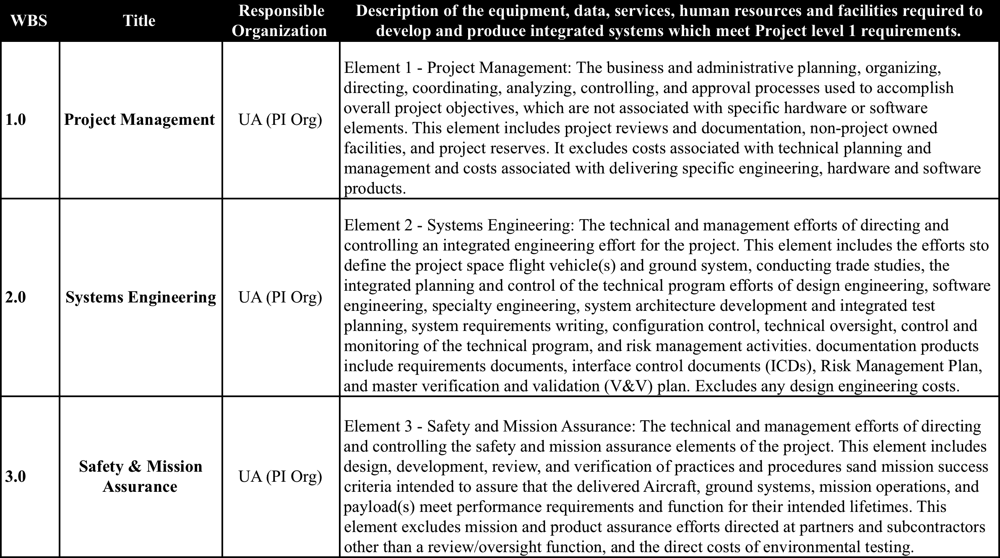 WBS
Title
Responsible
Organization
Description of the equipment, data, services, human resources and facilities required to
develop and produce integrated systems which meet Project level 1 requirements.
1.0
Project Management
UA (PI Org)
Element 1 - Project Management: The business and administrative planning, organizing,
directing, coordinating, analyzing, controlling, and approval processes used to accomplish
overall project objectives, which are not associated with specific hardware or software
elements. This element includes project reviews and documentation, non-project owned
facilities, and project reserves. It excludes costs associated with technical planning and
management and costs associated with delivering specific engineering, hardware and software
products.
2.0
Systems Engineering
UA (PI Org)
Element 2 - Systems Engineering: The technical and management efforts of directing and
controlling an integrated engineering effort for the project. This element includes the efforts sto
define the project space flight vehicle(s) and ground system, conducting trade studies, the
integrated planning and control of the technical program efforts of design engineering, software
engineering, specialty engineering, system architecture development and integrated test
planning, system requirements writing, configuration control, technical oversight, control and
monitoring of the technical program, and risk management activities. documentation products
include requirements documents, interface control documents (ICDs), Risk Management Plan,
and master verification and validation (V&V) plan. Excludes any design engineering costs.
3.0
Safety & Mission
Assurance
UA (PI Org)
Element 3 - Safety and Mission Assurance: The technical and management efforts of directing
and controlling the safety and mission assurance elements of the project. This element includes
design, development, review, and verification of practices and procedures sand mission success
criteria intended to assure that the delivered Aircraft, ground systems, mission operations, and
payload(s) meet performance requirements and function for their intended lifetimes. This
element excludes mission and product assurance efforts directed at partners and subcontractors
other than a review/oversight function, and the direct costs of environmental testing.